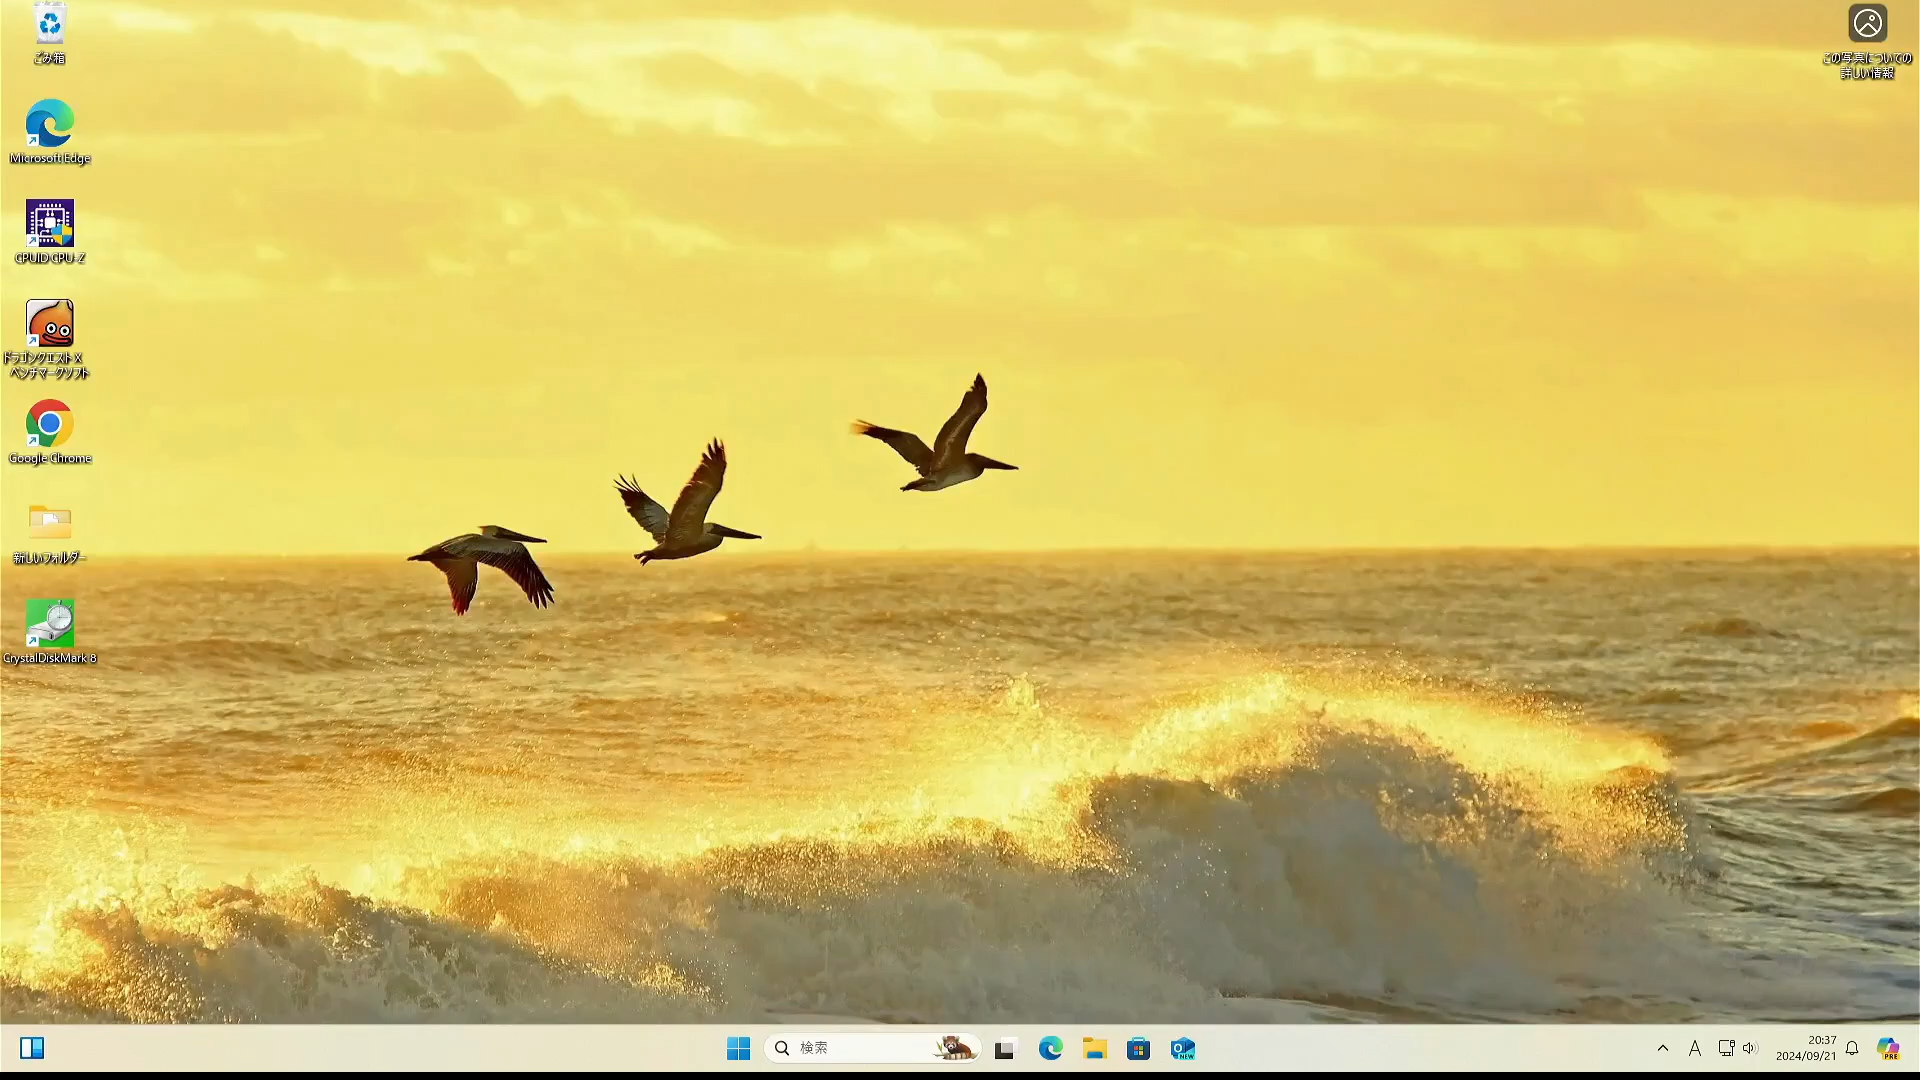 ごみ箱
この写真についての
詳しい情報
Microsoft Edge
CPUID CPU-Z
ドラゴンクエストX
ベンチマークソフト
Google Chrome
新しいフォルダー
CrystalDiskMark 8
検索
NEW
A
20:37
2024/09/21
PRE